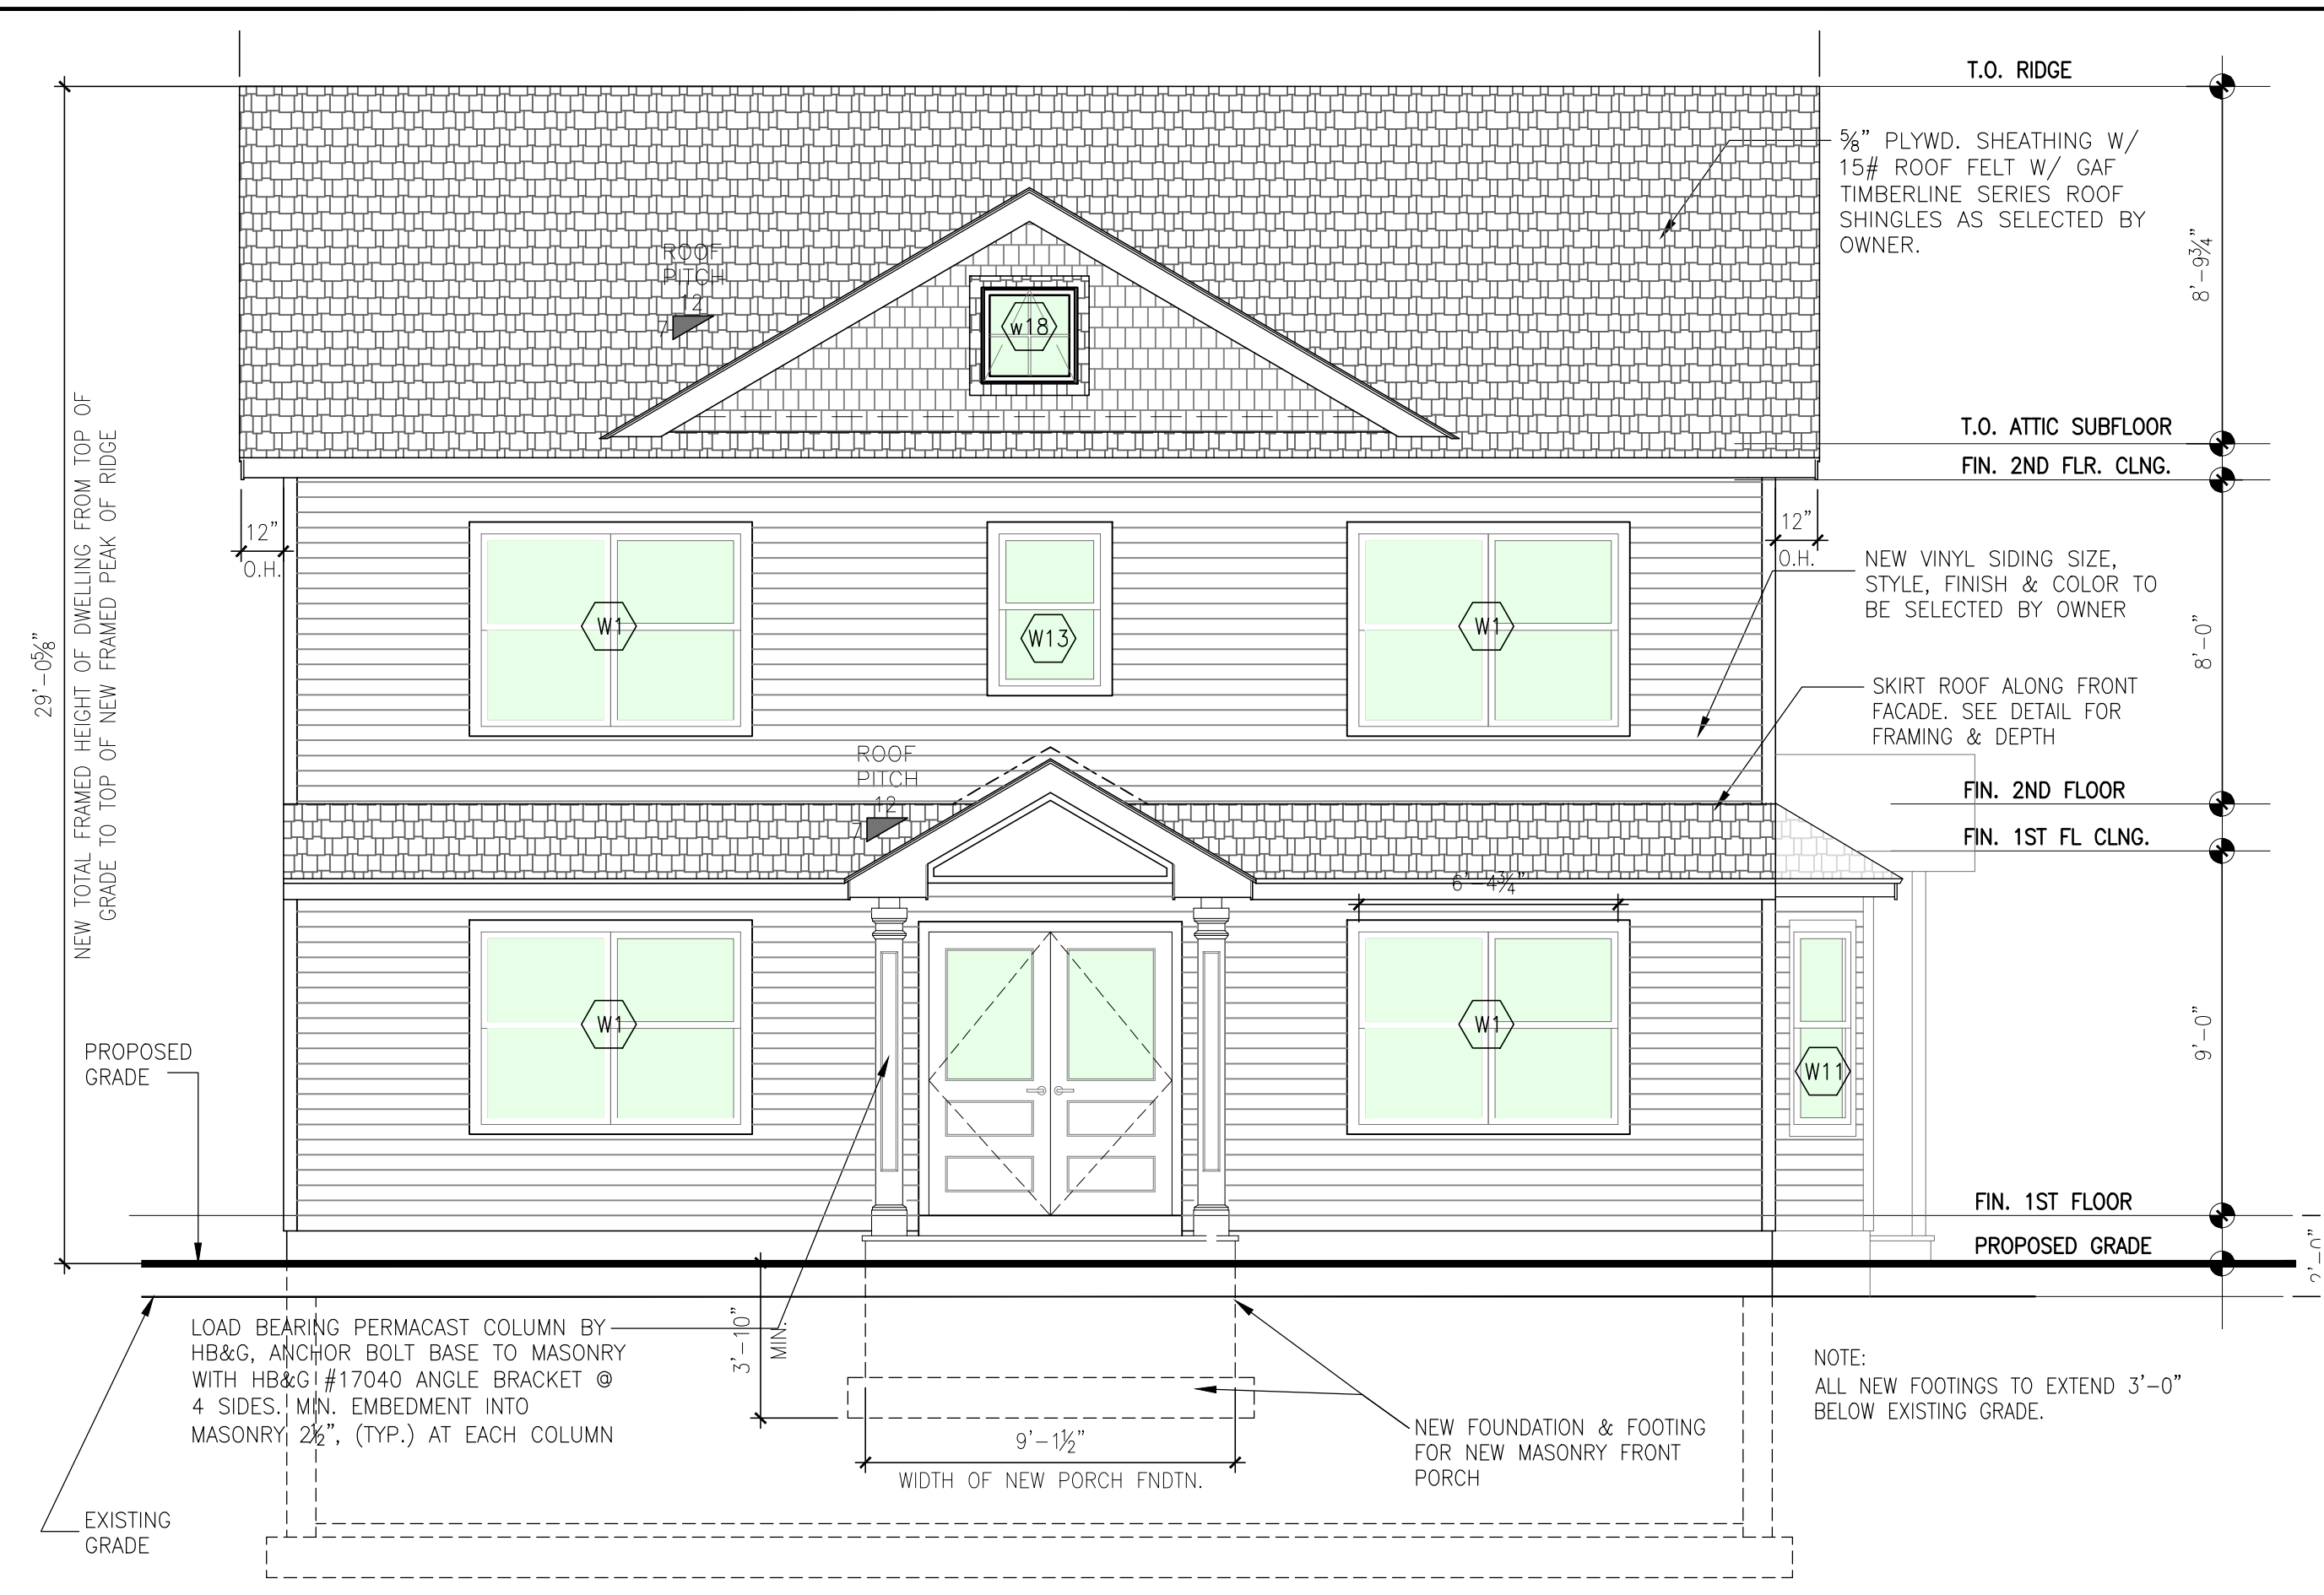 T.O. RIDGE
⅝" PLYWD. SHEATHING W/
15# ROOF FELT W/ GAF
TIMBERLINE SERIES ROOF
SHINGLES AS SELECTED BY
OWNER.
8'-9¾"
ROOF
PITCH
12
7
w18
T.O. ATTIC SUBFLOOR
FIN. 2ND FLR. CLNG.
12"
O.H.
12"
O.H.
NEW VINYL SIDING SIZE,
STYLE, FINISH & COLOR TO
BE SELECTED BY OWNER
W1
W13
W1
8'-0"
29'-0⅝"
NEW TOTAL FRAMED HEIGHT OF DWELLING FROM TOP OF
GRADE TO TOP OF NEW FRAMED PEAK OF RIDGE
SKIRT ROOF ALONG FRONT
FACADE. SEE DETAIL FOR
FRAMING & DEPTH
ROOF
PITCH
12
7
FIN. 2ND FLOOR
FIN. 1ST FL CLNG.
6'-4¾"
W1
W1
W11
9'-0"
PROPOSED
GRADE
FIN. 1ST FLOOR
PROPOSED GRADE
2'-0"
LOAD BEARING PERMACAST COLUMN BY
HB&G, ANCHOR BOLT BASE TO MASONRY
WITH HB&G #17040 ANGLE BRACKET @
4 SIDES. MIN. EMBEDMENT INTO
MASONRY 2½", (TYP.) AT EACH COLUMN
3'-10"
MIN.
NOTE:
ALL NEW FOOTINGS TO EXTEND 3'-0"
BELOW EXISTING GRADE.
9'-1½"
WIDTH OF NEW PORCH FNDTN.
NEW FOUNDATION & FOOTING
FOR NEW MASONRY FRONT
PORCH
EXISTING
GRADE